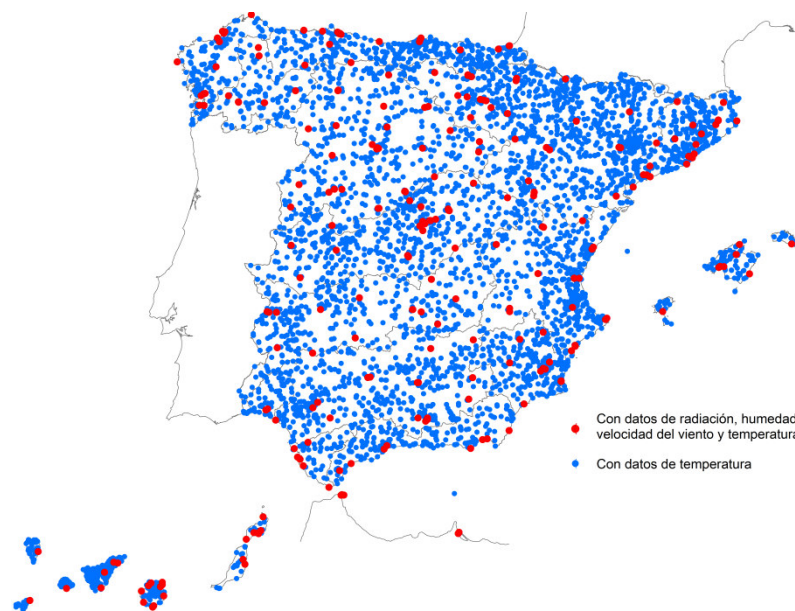 Con datos de radiación, humedad
velocidad del viento y temperatura
Con datos de temperatura